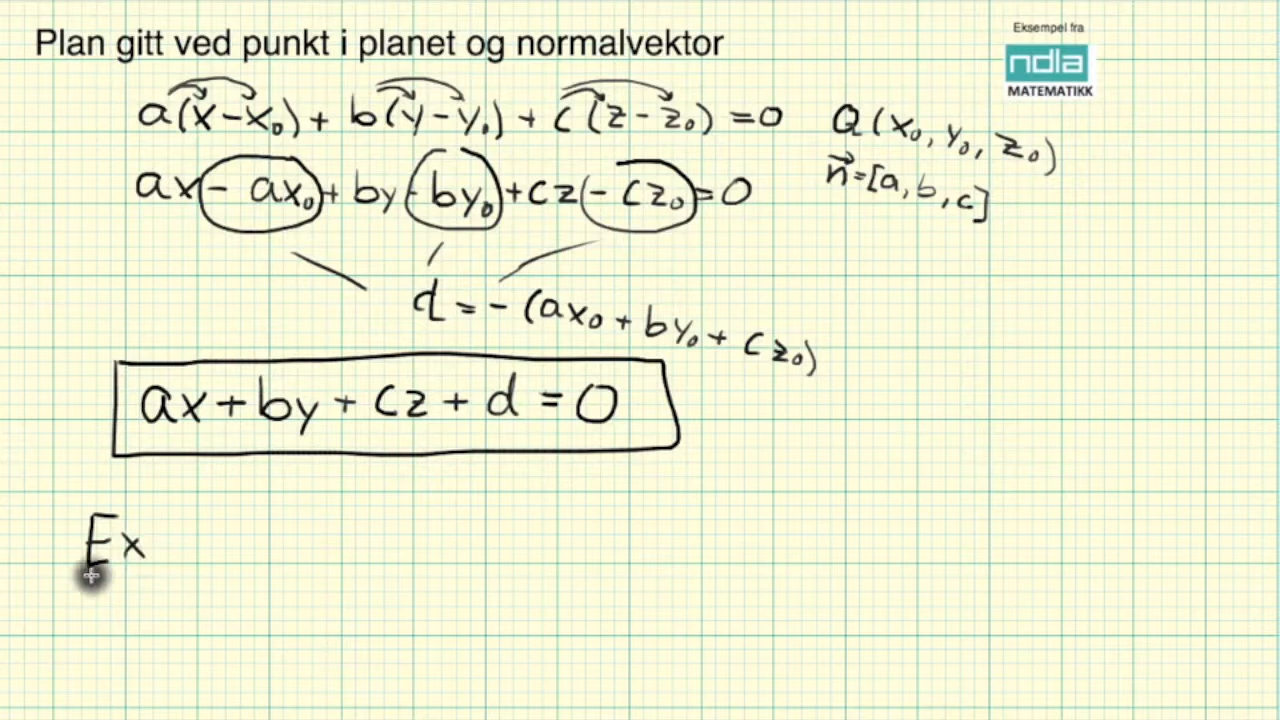 Plan gitt ved punkt i planet og normalvektor
Eksempel fra
ndla
MATEMATIKK
a(x-x₀) + b(y-y₀) + c(z-z₀) = 0
Q(x₀, y₀, z₀)
n⃗=[a, b, c]
ax - ax₀ + by - by₀ + cz - cz₀ = 0
d = -(ax₀ + by₀ + cz₀)
ax + by + cz + d = 0
Ex